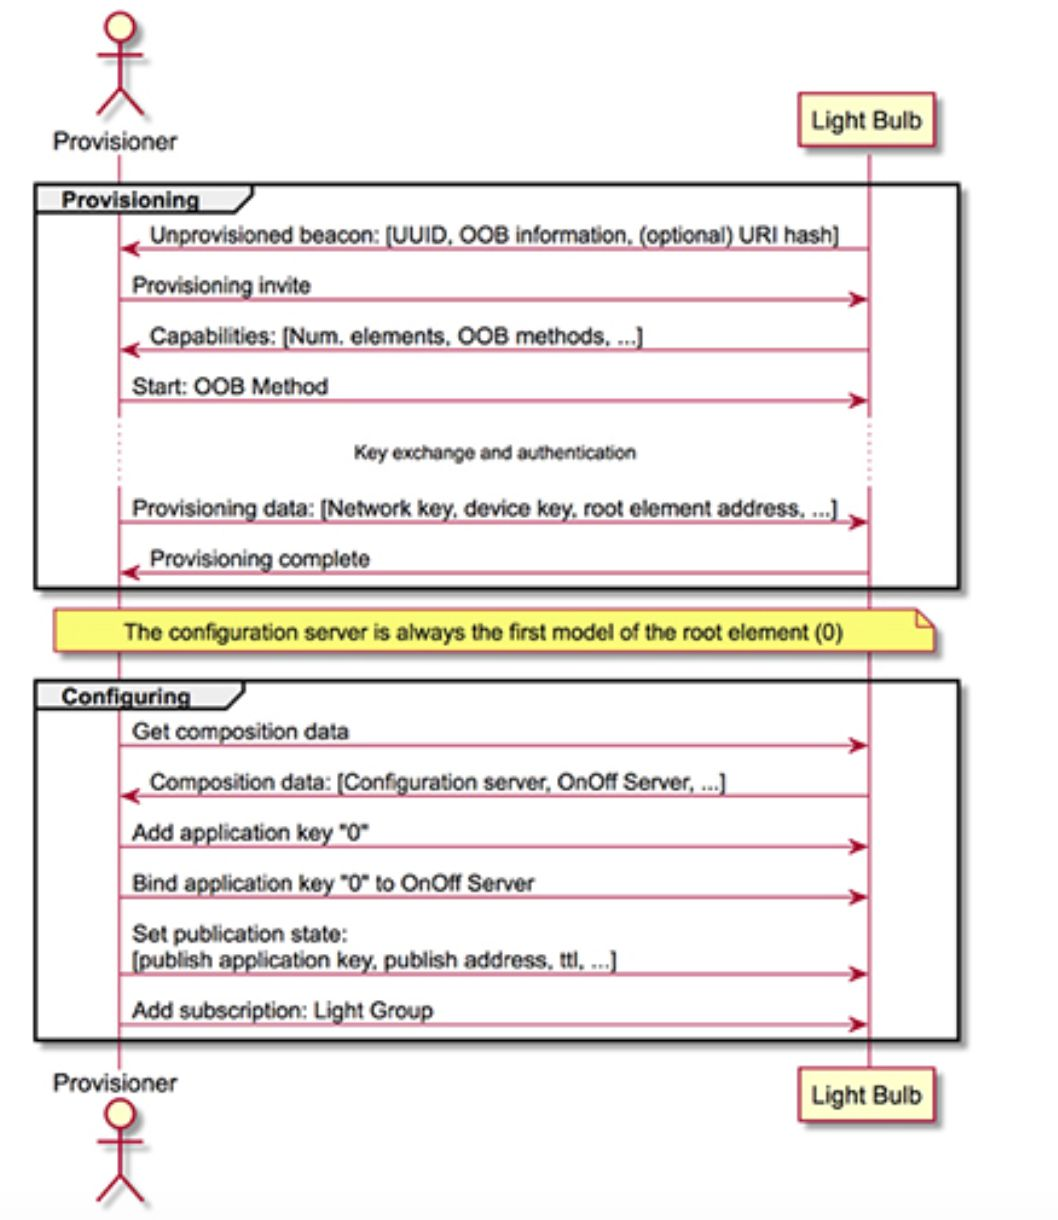 Provisioner
Light Bulb
Provisioning
Unprovisioned beacon: [UUID, OOB information, (optional) URI hash]
Provisioning invite
Capabilities: [Num. elements, OOB methods, ...]
Start: OOB Method
Key exchange and authentication
Provisioning data: [Network key, device key, root element address, ...]
Provisioning complete
The configuration server is always the first model of the root element (0)
Configuring
Get composition data
Composition data: [Configuration server, OnOff Server, ...]
Add application key "0"
Bind application key "0" to OnOff Server
Set publication state:
[publish application key, publish address, ttl, ...]
Add subscription: Light Group
Provisioner
Light Bulb